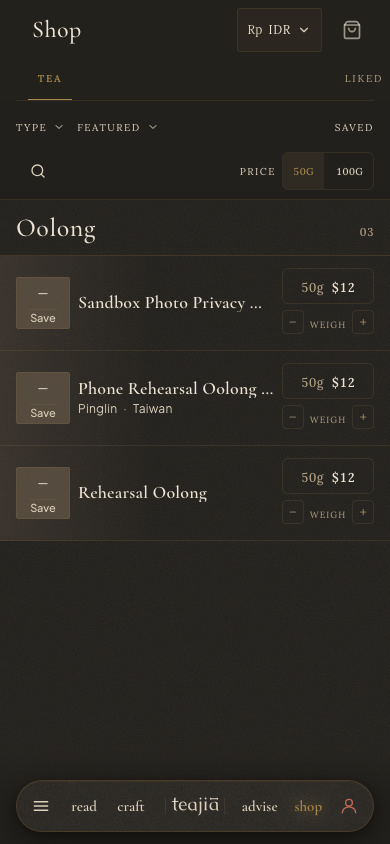 Shop
Rp IDR
TEA
LIKED
TYPE FEATURED SAVED
PRICE 50G 100G
Oolong 03
Save
Sandbox Photo Privacy ...
50g $12
− WEIGH +
Save
Phone Rehearsal Oolong ...
Pinglin · Taiwan
50g $12
− WEIGH +
Save
Rehearsal Oolong
50g $12
− WEIGH +
read craft teajia advise shop